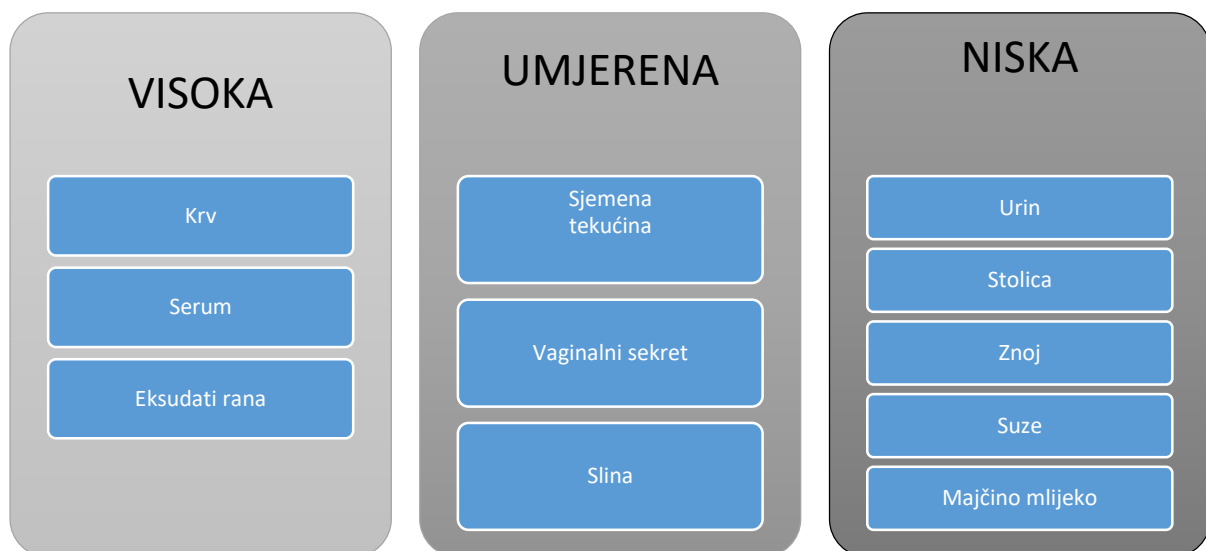 VISOKA
Krv
Serum
Eksudati rana
UMJERENA
Sjemena
tekućina
Vaginalni sekret
Slina
NISKA
Urin
Stolica
Znoj
Suze
Majčino mlijeko